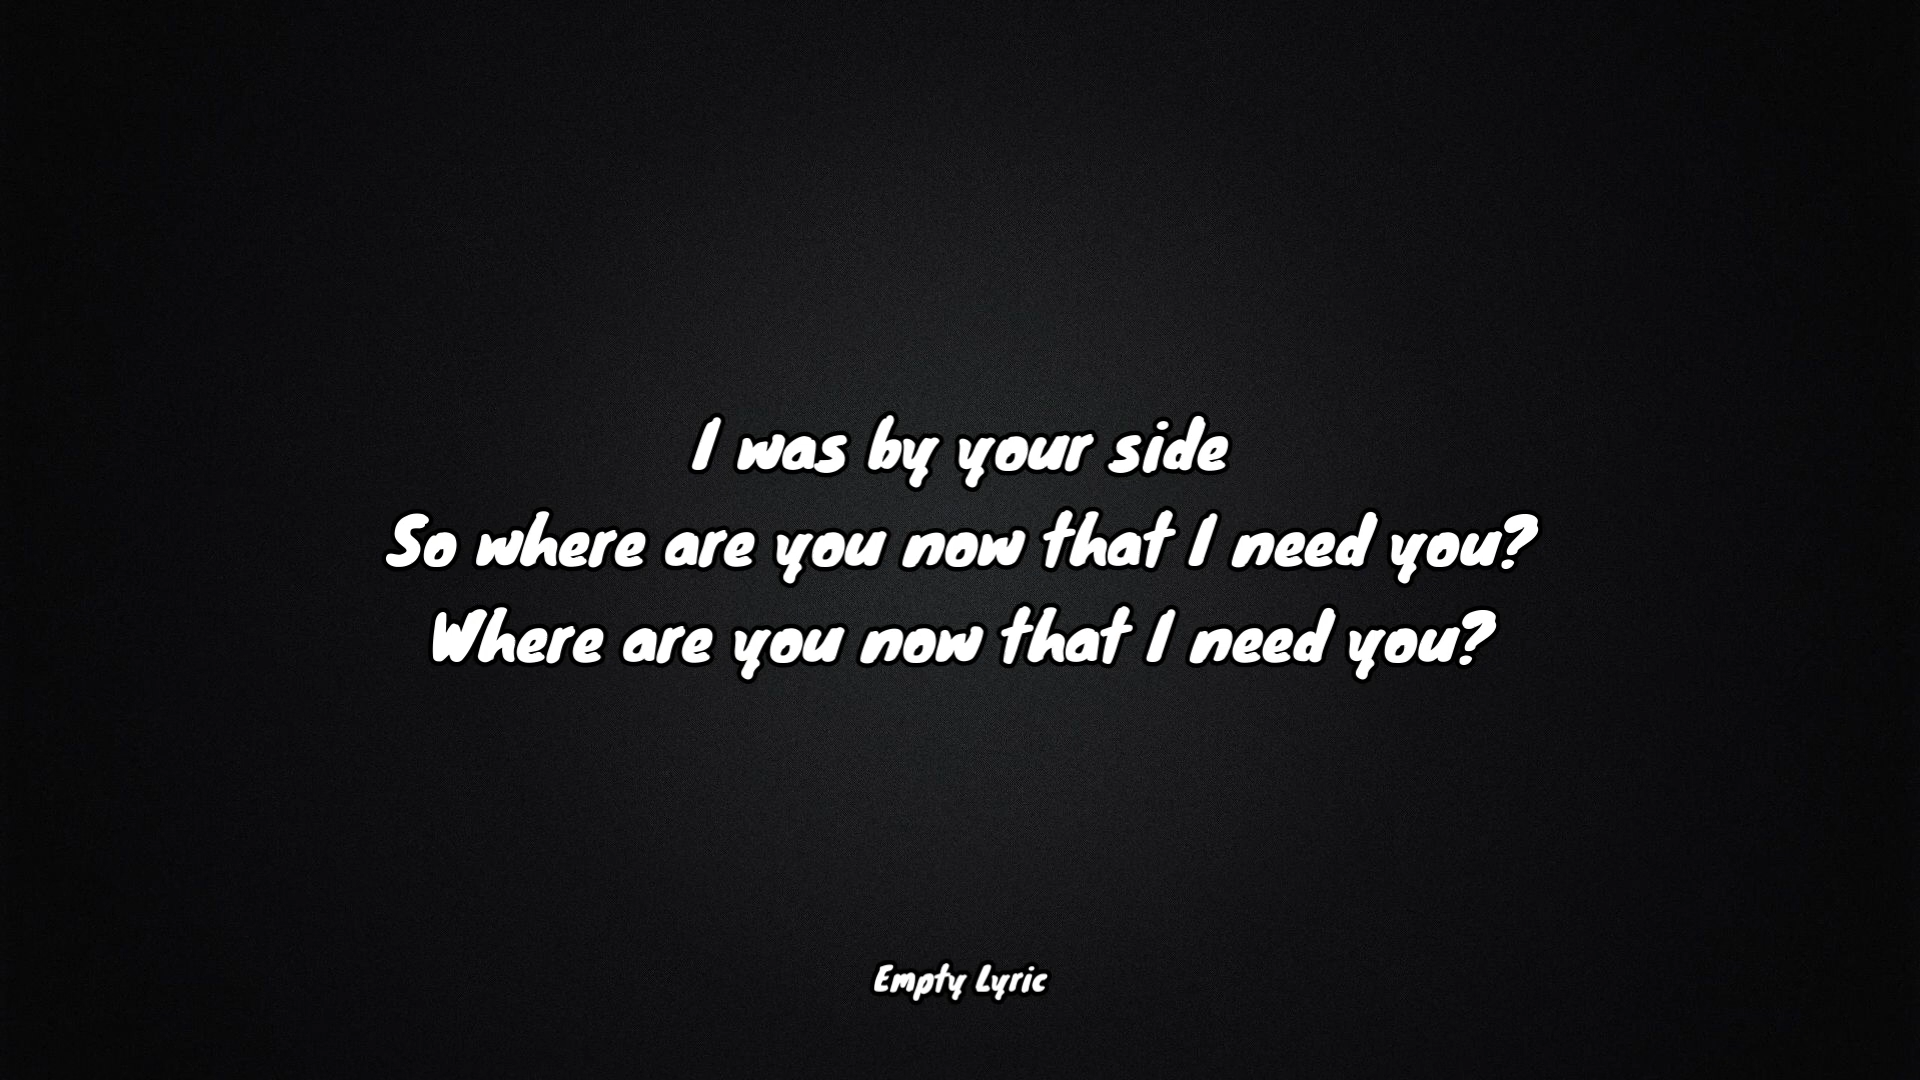 I was by your side
So where are you now that I need you?
Where are you now that I need you?
Empty Lyric